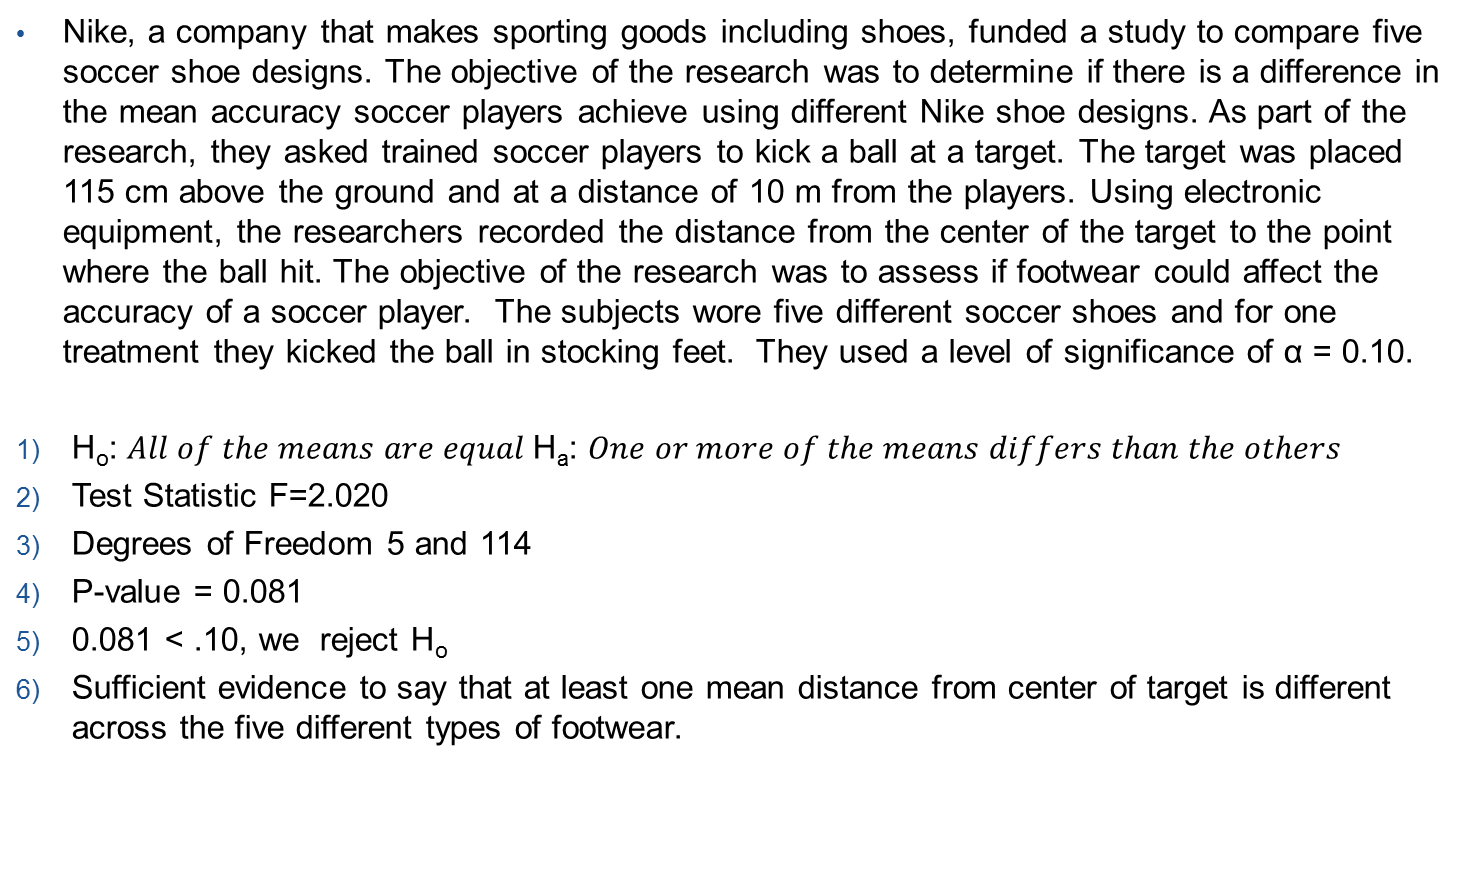 • Nike, a company that makes sporting goods including shoes, funded a study to compare five
soccer shoe designs. The objective of the research was to determine if there is a difference in
the mean accuracy soccer players achieve using different Nike shoe designs. As part of the
research, they asked trained soccer players to kick a ball at a target. The target was placed
115 cm above the ground and at a distance of 10 m from the players. Using electronic
equipment, the researchers recorded the distance from the center of the target to the point
where the ball hit. The objective of the research was to assess if footwear could affect the
accuracy of a soccer player. The subjects wore five different soccer shoes and for one
treatment they kicked the ball in stocking feet. They used a level of significance of α = 0.10.
1) Hₒ: All of the means are equal Hₐ: One or more of the means differs than the others
2) Test Statistic F=2.020
3) Degrees of Freedom 5 and 114
4) P-value = 0.081
5) 0.081 < .10, we reject Hₒ
6) Sufficient evidence to say that at least one mean distance from center of target is different
across the five different types of footwear.